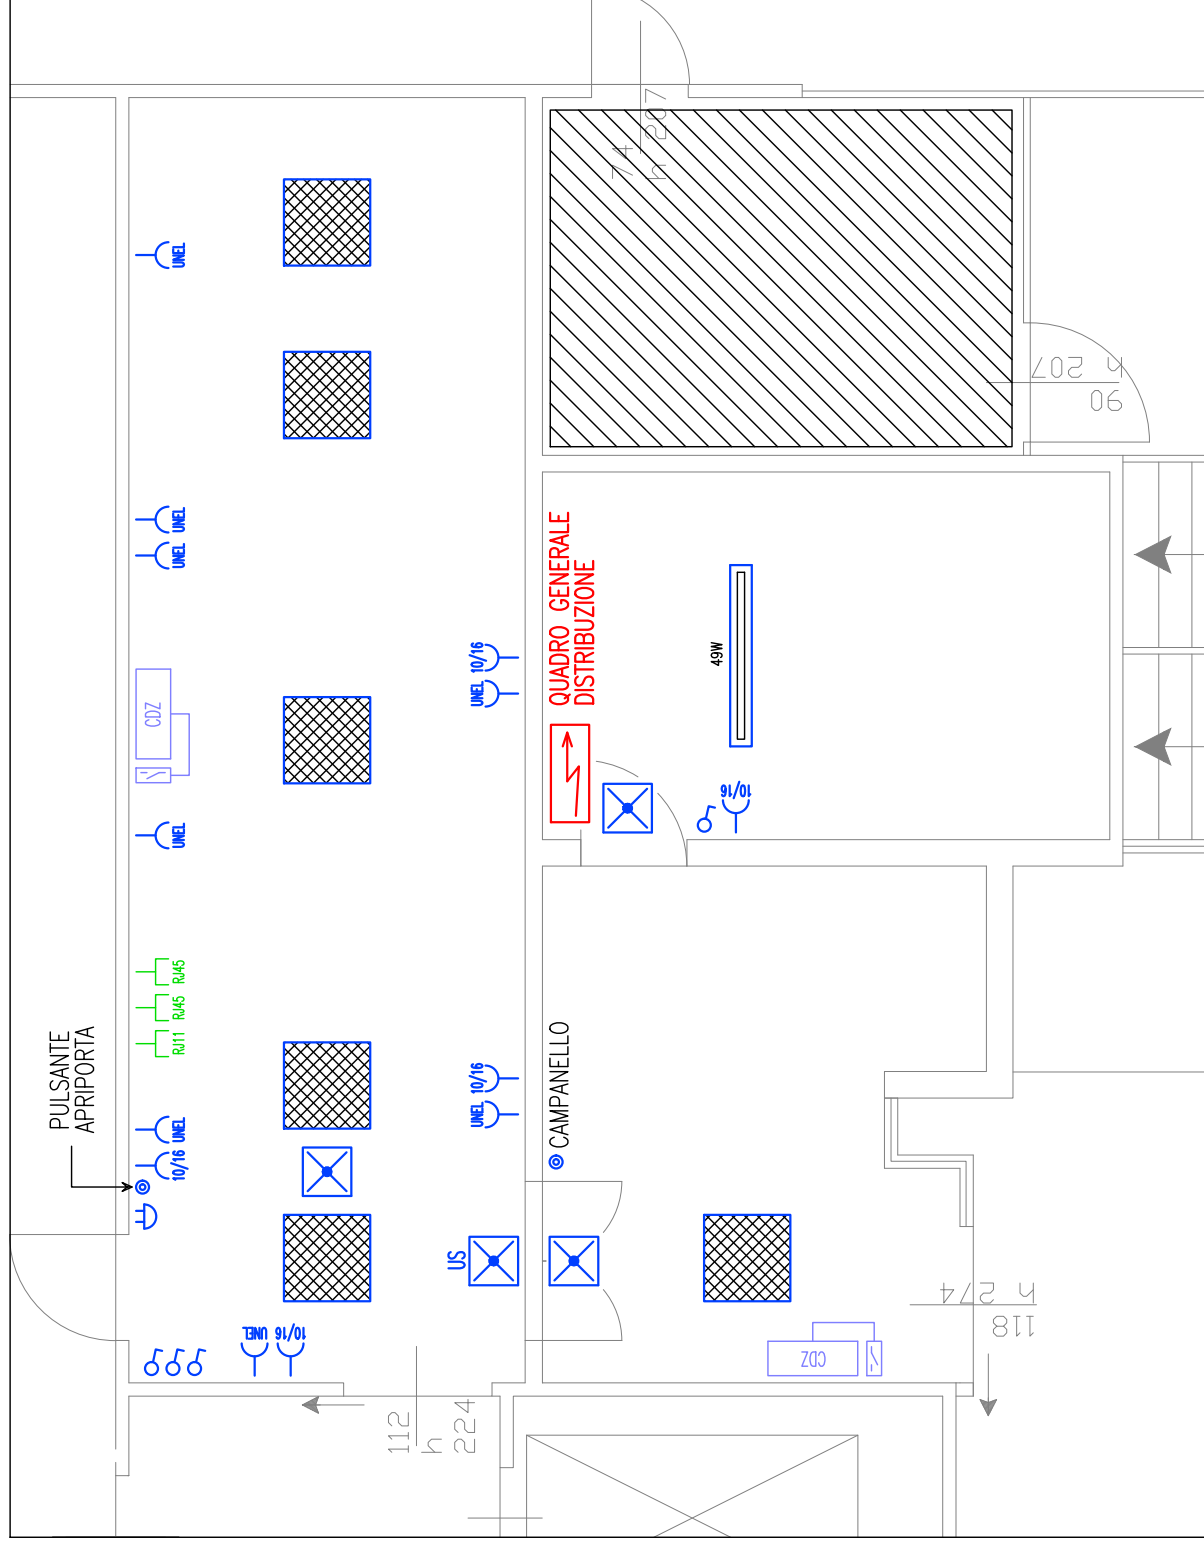 74
h 207
h 207
90
UNEL
UNEL
UNEL
QUADRO GENERALE
DISTRIBUZIONE
49W
10/16
UNEL
CDZ
10/16
UNEL
RJ45
RJ45
RJ11
PULSANTE
APRIPORTA
CAMPANELLO
10/16
UNEL
UNEL
10/16
US
h 274
118
UNEL
10/16
CDZ
112
h
224